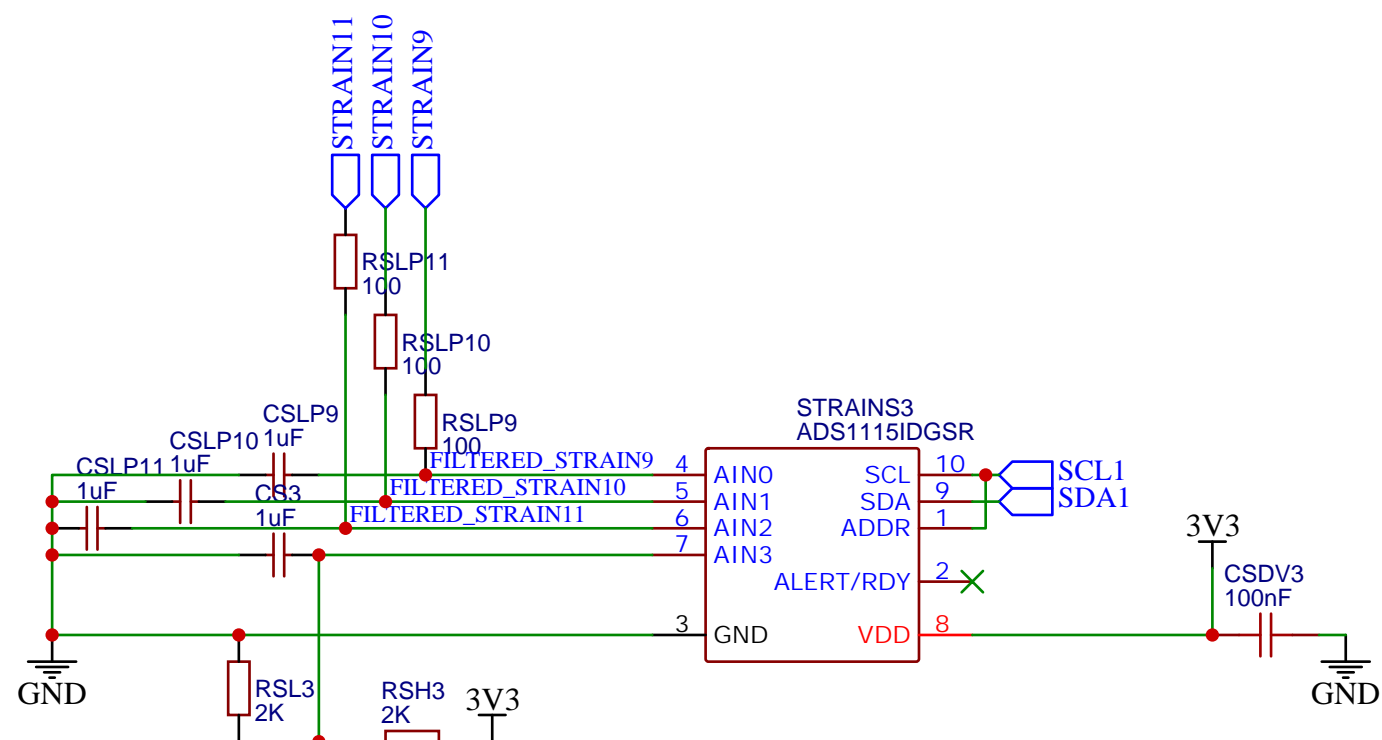 STRAIN11
STRAIN10
STRAIN9
RSLP11
100
RSLP10
100
RSLP9
100
CSLP9
1uF
CSLP10
1uF
CSLP11
1uF
CS3
1uF
FILTERED_STRAIN9
FILTERED_STRAIN10
FILTERED_STRAIN11
STRAINS3
ADS1115IDGSR
4 AIN0 SCL 10
5 AIN1 SDA 9
6 AIN2 ADDR 1
7 AIN3
ALERT/RDY 2
3 GND VDD 8
SCL1
SDA1
3V3
CSDV3
100nF
GND
GND
RSL3
2K
RSH3
2K
3V3